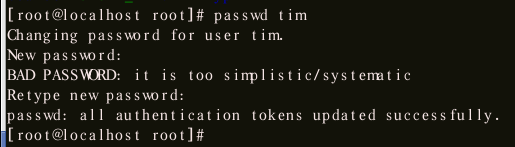 [root@localhost root]# passwd tim
Changing password for user tim.
New password:
BAD PASSWORD: it is too simplistic/systematic
Retype new password:
passwd: all authentication tokens updated successfully.
[root@localhost root]#